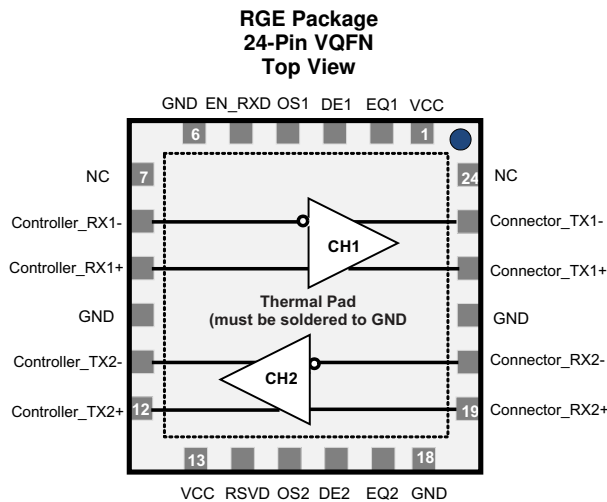 RGE Package
24-Pin VQFN
Top View
GND EN_RXD OS1 DE1 EQ1 VCC
6 1
NC 7 24 NC
Controller_RX1- Connector_TX1-
CH1
Controller_RX1+ Connector_TX1+
Thermal Pad
GND (must be soldered to GND GND
Controller_TX2- Connector_RX2-
CH2
Controller_TX2+ 12 19 Connector_RX2+
13 18
VCC RSVD OS2 DE2 EQ2 GND